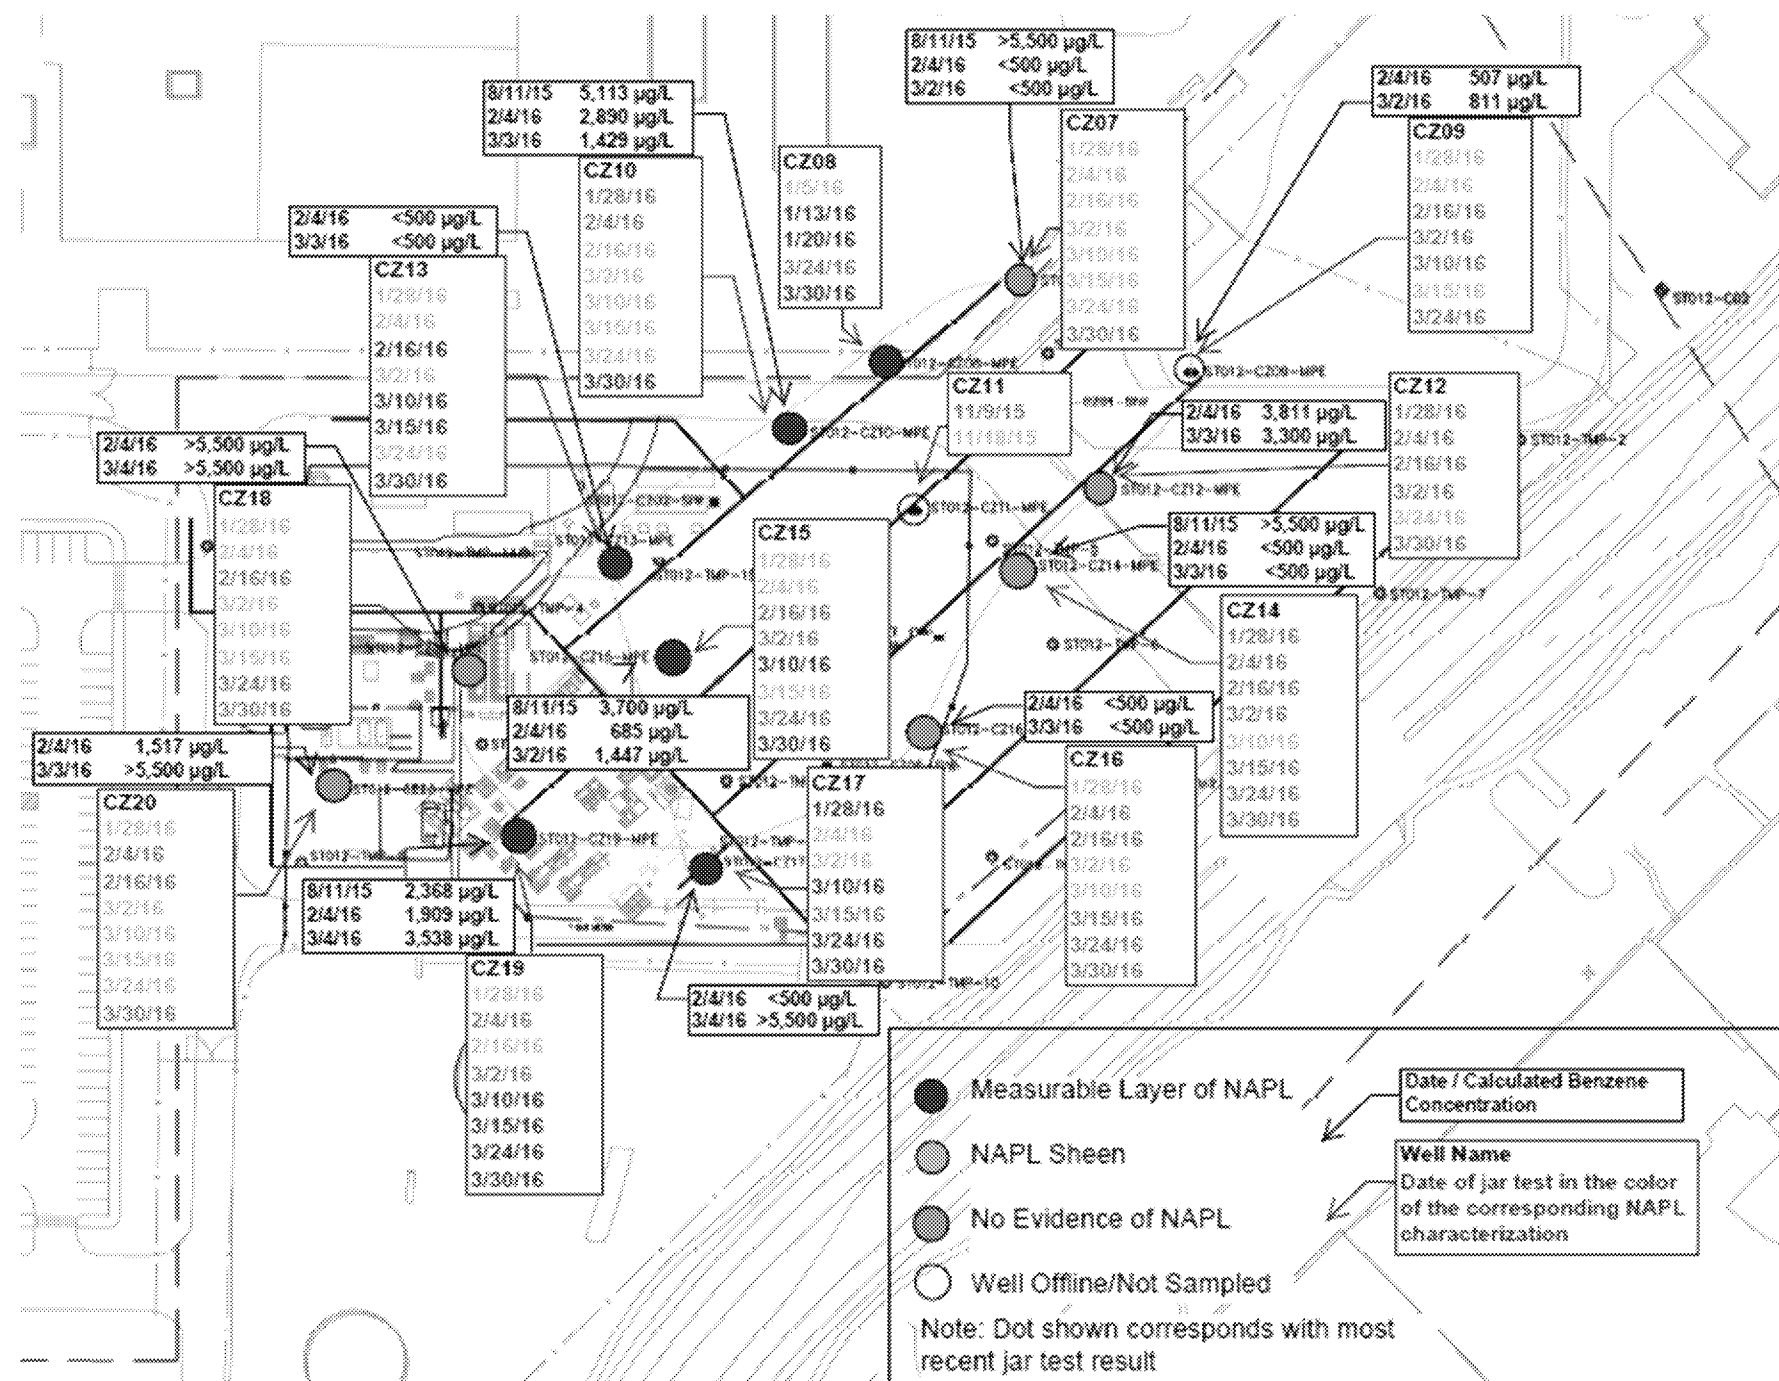 8/11/15 >5,500 µg/L
2/4/16 <500 µg/L
3/2/16 <500 µg/L
CZ07
1/28/16
2/4/16
2/16/16
3/2/16
3/10/16
3/15/16
3/24/16
3/30/16
2/4/16 507 µg/L
3/2/16 811 µg/L
CZ09
1/28/16
2/4/16
2/16/16
3/2/16
3/10/16
3/15/16
3/24/16
8/11/15 5,113 µg/L
2/4/16 2,890 µg/L
3/3/16 1,429 µg/L
CZ10
1/28/16
2/4/16
2/16/16
3/2/16
3/10/16
3/15/16
3/24/16
3/30/16
CZ08
1/5/16
1/13/16
1/20/16
3/24/16
3/30/16
2/4/16 <500 µg/L
3/3/16 <500 µg/L
CZ13
1/28/16
2/4/16
2/16/16
3/2/16
3/10/16
3/15/16
3/24/16
3/30/16
ST012-CZ09-MPE
CZ11
11/9/15
11/18/15
2/4/16 3,811 µg/L
3/3/16 3,300 µg/L
CZ12
1/28/16
2/4/16
2/16/16
3/2/16
3/24/16
3/30/16
ST012-TMP-2
ST012-CZ10-MPE
ST012-CZ12-MPE
ST012-CZ11-MPE
2/4/16 >5,500 µg/L
3/4/16 >5,500 µg/L
CZ18
1/28/16
2/4/16
2/16/16
3/2/16
3/10/16
3/15/16
3/24/16
3/30/16
CZ15
1/28/16
2/4/16
2/16/16
3/2/16
3/10/16
3/15/16
3/24/16
3/30/16
8/11/15 >5,500 µg/L
2/4/16 <500 µg/L
3/3/16 <500 µg/L
ST012-CZ14-MPE
ST012-TMP-7
CZ14
1/28/16
2/4/16
2/16/16
3/2/16
3/10/16
3/15/16
3/24/16
3/30/16
ST012-CZ15-MPE
8/11/15 3,700 µg/L
2/4/16 685 µg/L
3/2/16 1,447 µg/L
2/4/16 <500 µg/L
3/3/16 <500 µg/L
CZ16
1/28/16
2/4/16
2/16/16
3/2/16
3/10/16
3/15/16
3/24/16
3/30/16
2/4/16 1,517 µg/L
3/3/16 >5,500 µg/L
CZ20
1/28/16
2/4/16
2/16/16
3/2/16
3/10/16
3/15/16
3/24/16
3/30/16
CZ17
1/28/16
2/4/16
3/2/16
3/10/16
3/15/16
3/24/16
3/30/16
ST012-CZ19-MPE
8/11/15 2,368 µg/L
2/4/16 1,909 µg/L
3/4/16 3,538 µg/L
CZ19
1/28/16
2/4/16
2/16/16
3/2/16
3/10/16
3/15/16
3/24/16
3/30/16
2/4/16 <500 µg/L
3/4/16 >5,500 µg/L
Measurable Layer of NAPL
NAPL Sheen
No Evidence of NAPL
Well Offline/Not Sampled
Note: Dot shown corresponds with most
recent jar test result
Date / Calculated Benzene
Concentration
Well Name
Date of jar test in the color
of the corresponding NAPL
characterization